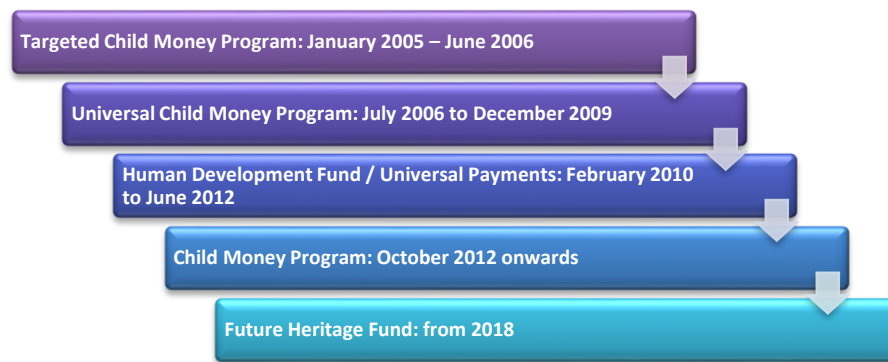 Targeted Child Money Program: January 2005 – June 2006
Universal Child Money Program: July 2006 to December 2009
Human Development Fund / Universal Payments: February 2010
to June 2012
Child Money Program: October 2012 onwards
Future Heritage Fund: from 2018